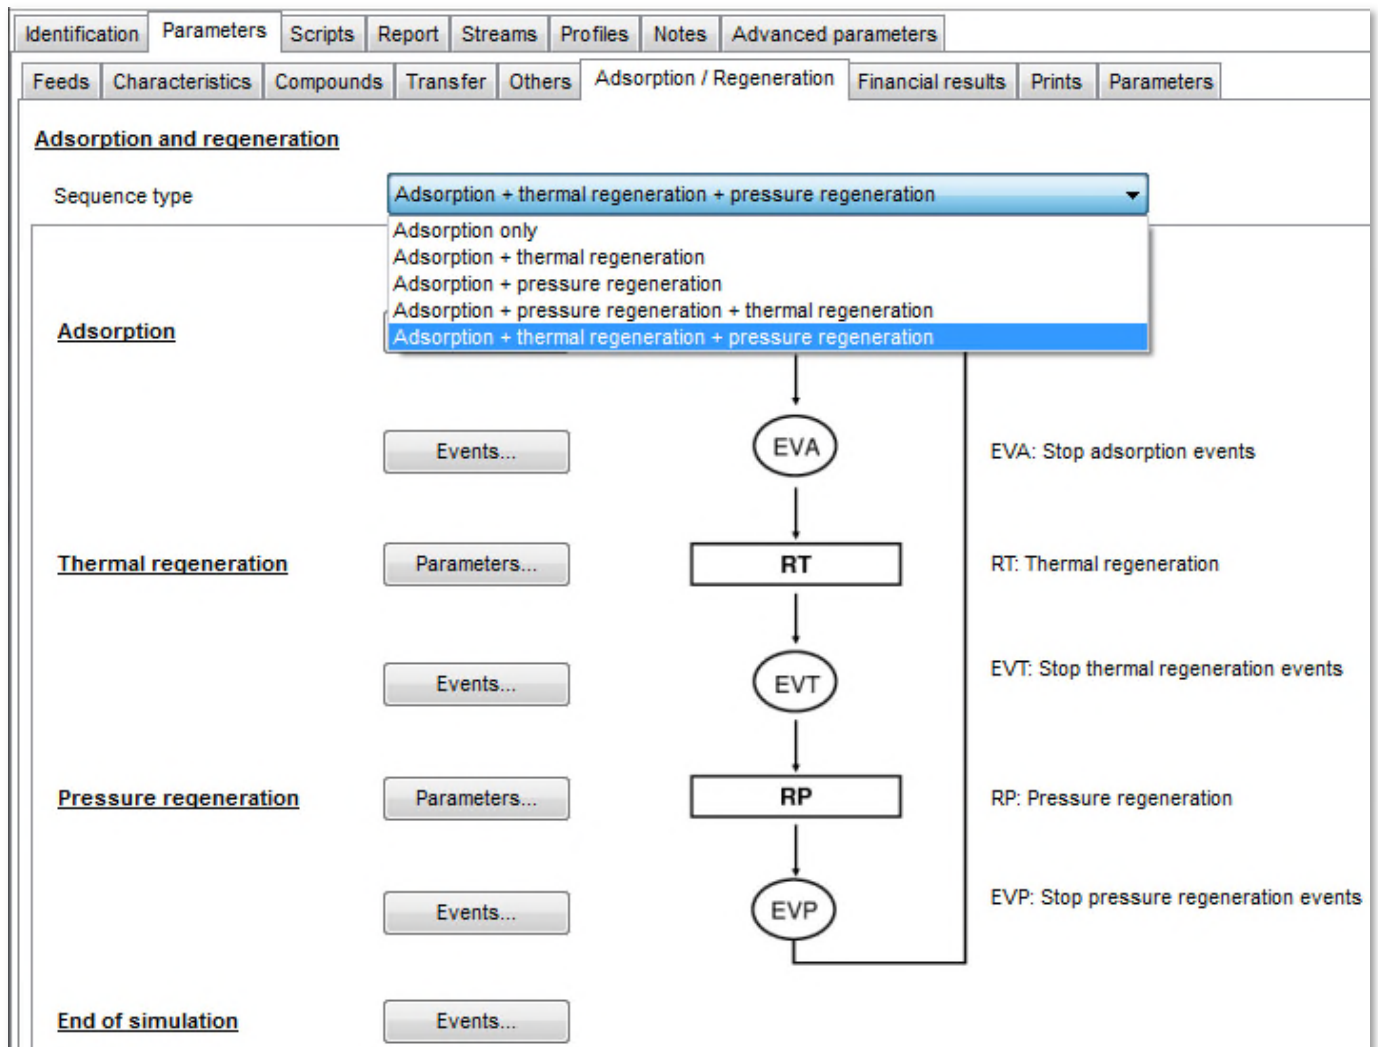 Identification Parameters Scripts Report Streams Profiles Notes Advanced parameters
Feeds Characteristics Compounds Transfer Others Adsorption / Regeneration Financial results Prints Parameters
Adsorption and regeneration
Sequence type Adsorption + thermal regeneration + pressure regeneration
Adsorption only
Adsorption + thermal regeneration
Adsorption + pressure regeneration
Adsorption + pressure regeneration + thermal regeneration
Adsorption + thermal regeneration + pressure regeneration
Adsorption
Events... EVA EVA: Stop adsorption events
Thermal regeneration Parameters... RT RT: Thermal regeneration
Events... EVT EVT: Stop thermal regeneration events
Pressure regeneration Parameters... RP RP: Pressure regeneration
Events... EVP EVP: Stop pressure regeneration events
End of simulation Events...